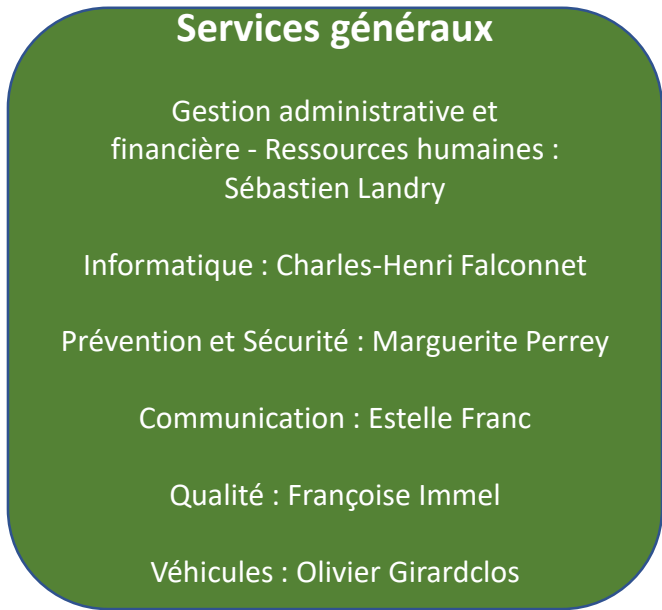 Services généraux
Gestion administrative et
financière - Ressources humaines :
Sébastien Landry
Informatique : Charles-Henri Falconnet
Prévention et Sécurité : Marguerite Perrey
Communication : Estelle Franc
Qualité : Françoise Immel
Véhicules : Olivier Girardclos